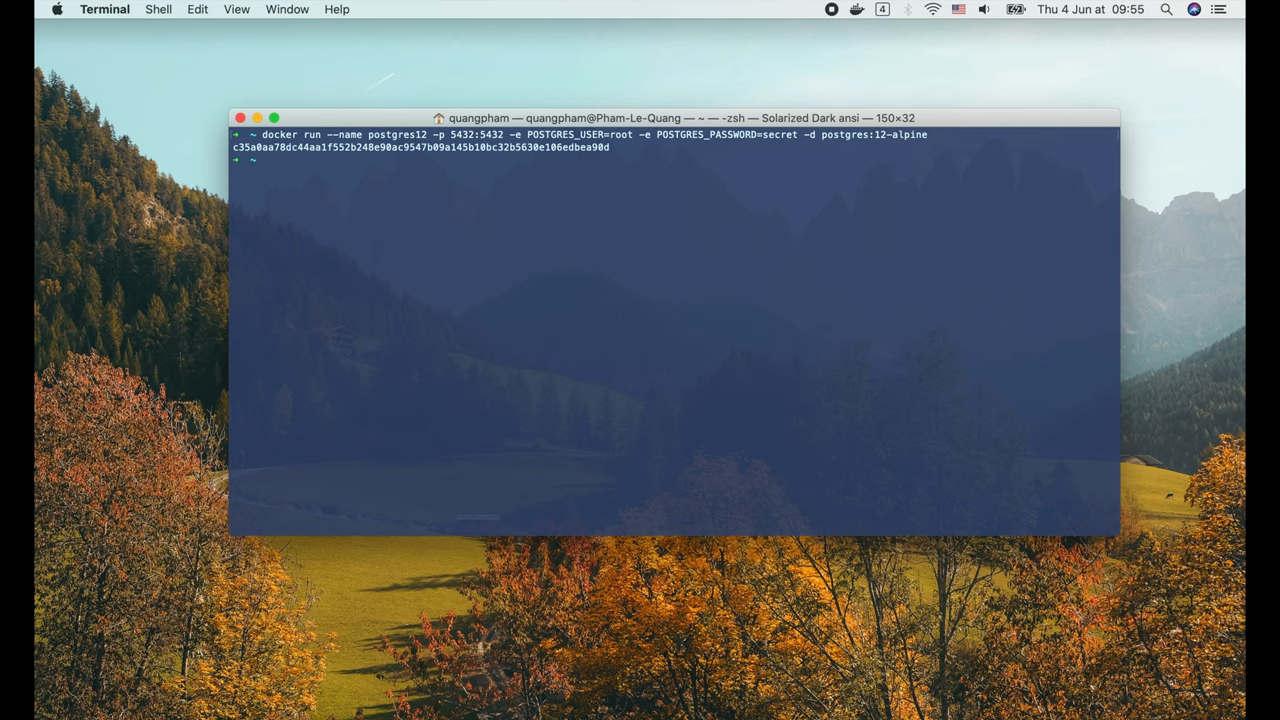 Terminal Shell Edit View Window Help 4 Thu 4 Jun at 09:55
quangpham — quangpham@Pham-Le-Quang — ~ — -zsh — Solarized Dark ansi — 150×32
➜ ~ docker run --name postgres12 -p 5432:5432 -e POSTGRES_USER=root -e POSTGRES_PASSWORD=secret -d postgres:12-alpine
c35a0aa78dc44aa1f552b248e90ac9547b09a145b10bc32b5630e106edbea90d
➜ ~